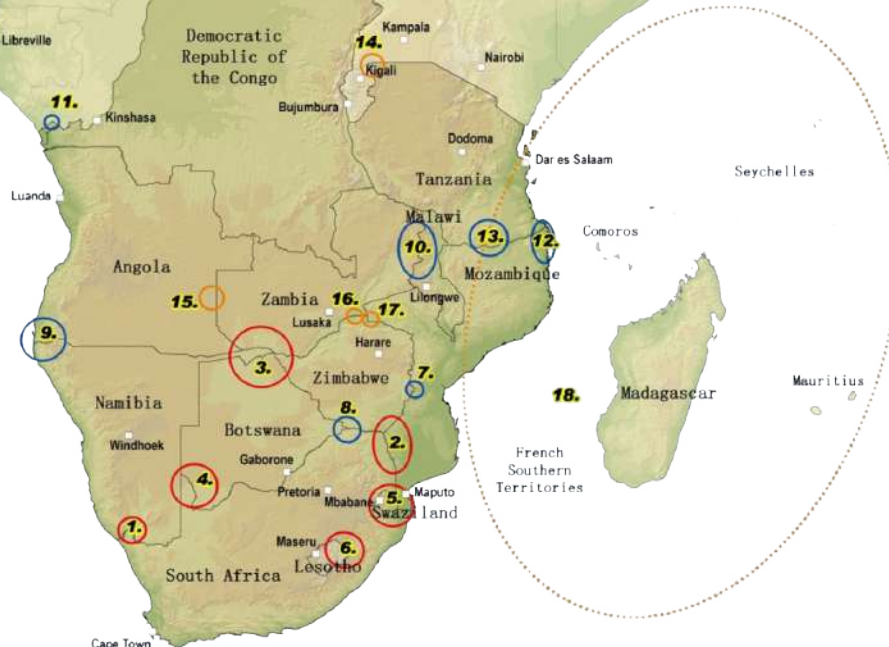 Kampala
Libreville
Democratic
Republic of
the Congo
14.
Nairobi
Kigali
11.
Kinshasa
Bujumbura
Dodoma
Dar es Salaam
Tanzania
Seychelles
Luanda
Malawi
Comoros
13.
12.
10.
Angola
Mozambique
15.
Zambia
16.
17.
Lilongwe
Lusaka
9.
Harare
3.
Zimbabwe
7.
Mauritius
Madagascar
18.
Namibia
8.
Botswana
Windhoek
2.
French
Southern
Territories
Gaborone
4.
Pretoria
Mbabane
5.
Maputo
Swaziland
1.
Maseru
6.
Lesotho
South Africa
Cape Town